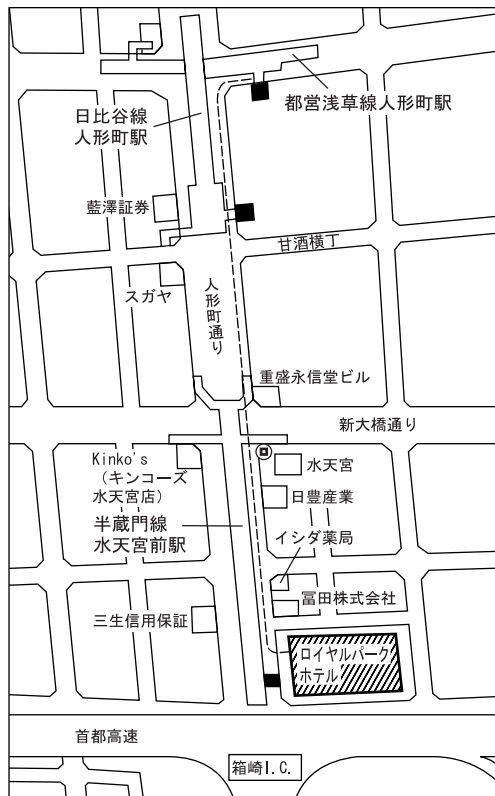 都営浅草線人形町駅
日比谷線
人形町駅
藍澤証券
甘酒横丁
スガヤ
人形町通り
重盛永信堂ビル
新大橋通り
Kinko's
（キンコーズ
水天宮店）
水天宮
日豊産業
半蔵門線
水天宮前駅
イシダ薬局
冨田株式会社
三生信用保証
ロイヤルパーク
ホテル
首都高速
箱崎I.C.